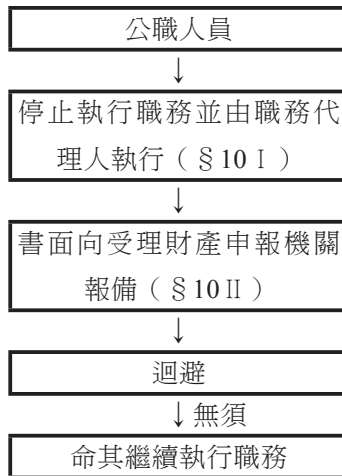 公職人員
↓
停止執行職務並由職務代
理人執行（§10Ⅰ）
↓
書面向受理財產申報機關
報備（§10Ⅱ）
↓
迴避
↓無須
命其繼續執行職務